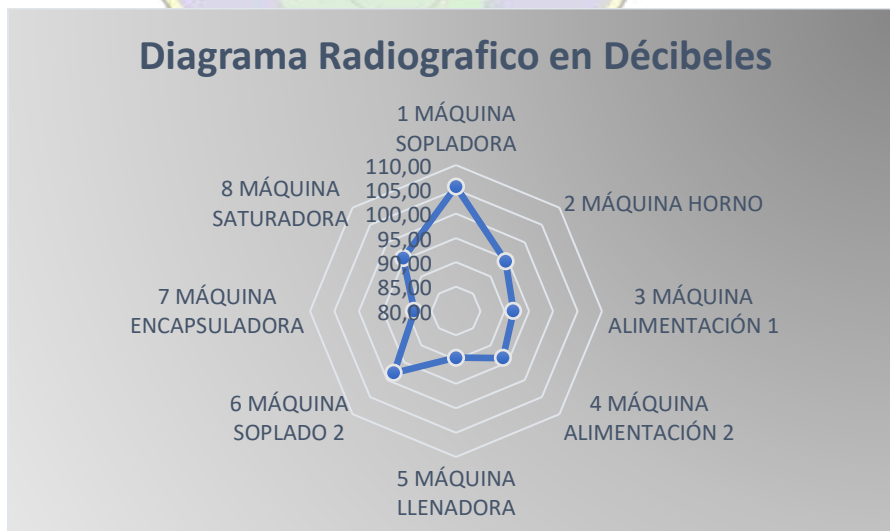 Diagrama Radiografico en Décibeles
1 MÁQUINA
SOPLADORA
2 MÁQUINA HORNO
3 MÁQUINA
ALIMENTACIÓN 1
4 MÁQUINA
ALIMENTACIÓN 2
5 MÁQUINA
LLENADORA
6 MÁQUINA
SOPLADO 2
7 MÁQUINA
ENCAPSULADORA
8 MÁQUINA
SATURADORA
110,00
105,00
100,00
95,00
90,00
85,00
80,00